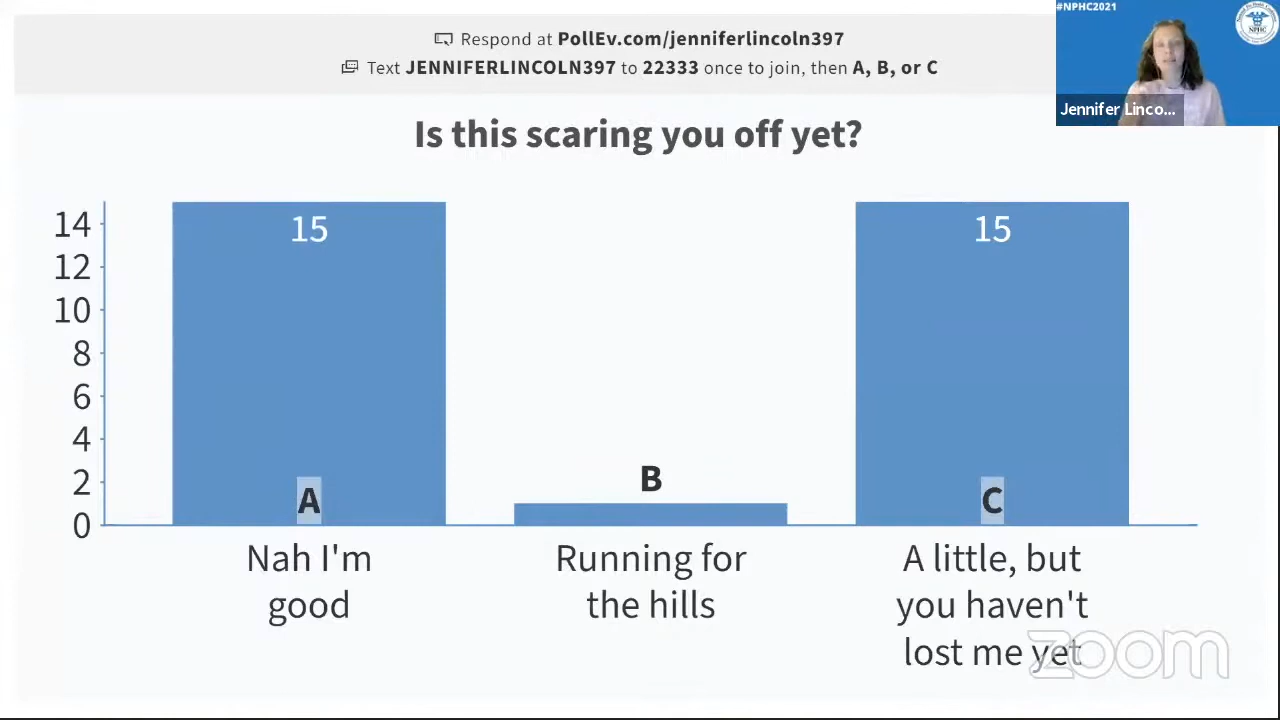 #NPHC2021
NPHC
Jennifer Linco...
Respond at PollEv.com/jenniferlincoln397
Text JENNIFERLINCOLN397 to 22333 once to join, then A, B, or C
Is this scaring you off yet?
14
12
10
8
6
4
2
0
15
15
A
B
C
Nah I'm
good
Running for
the hills
A little, but
you haven't
lost me yet
zoom